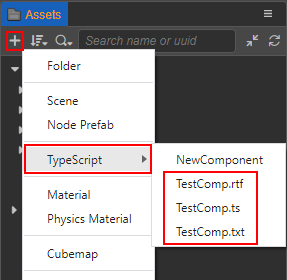 Assets
Search name or uuid
Folder
Scene
Node Prefab
TypeScript
NewComponent
TestComp.rtf
TestComp.ts
TestComp.txt
Material
Physics Material
Cubemap